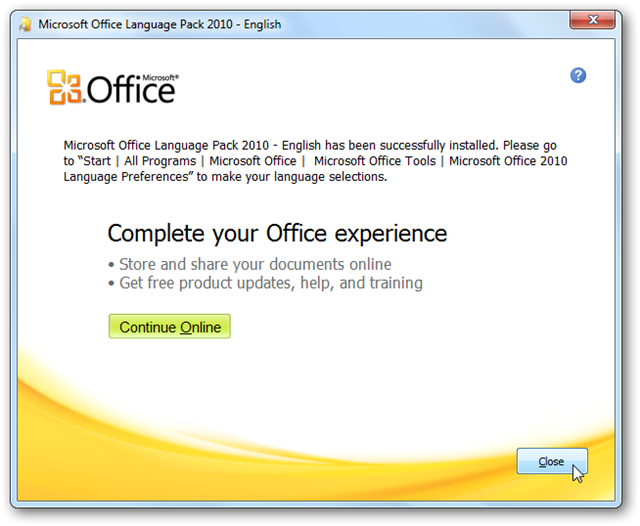 Microsoft Office Language Pack 2010 - English
Microsoft®
Office
?
Microsoft Office Language Pack 2010 - English has been successfully installed. Please go
to “Start | All Programs | Microsoft Office | Microsoft Office Tools | Microsoft Office 2010
Language Preferences” to make your language selections.
Complete your Office experience
• Store and share your documents online
• Get free product updates, help, and training
Continue Online
Close